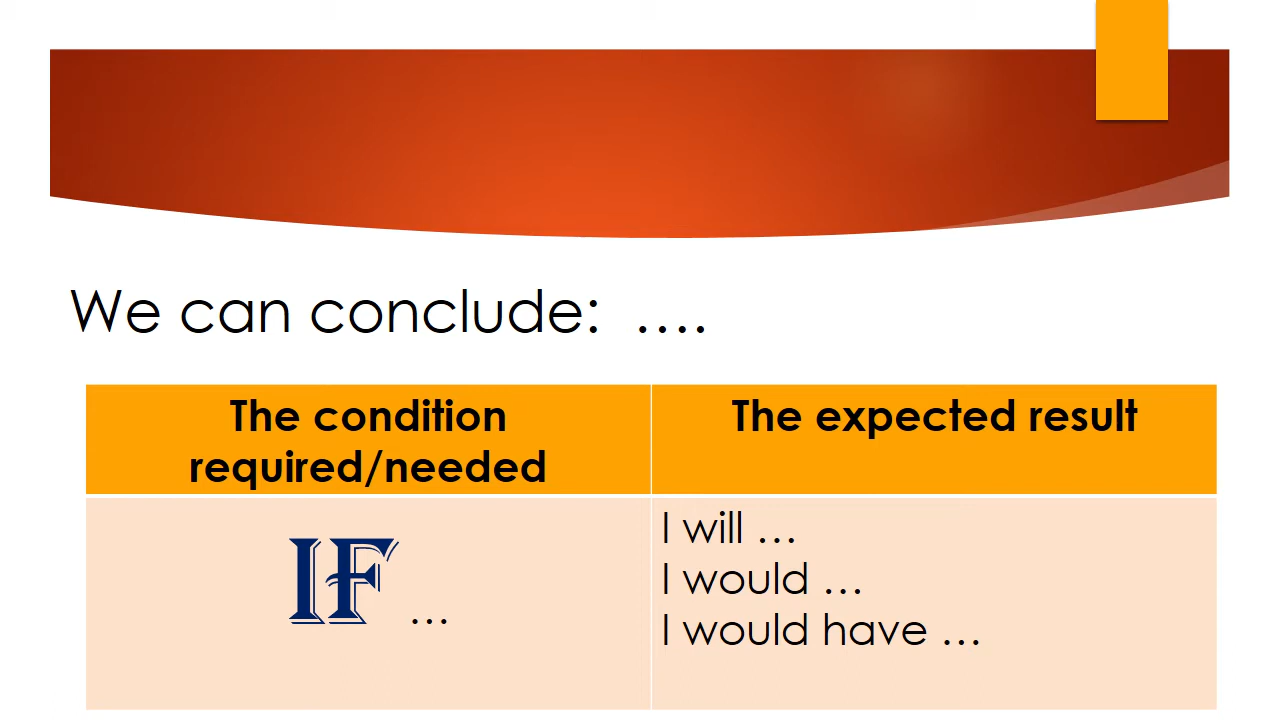 We can conclude:  ....
The condition
required/needed
The expected result
IF ...
I will ...
I would ...
I would have ...